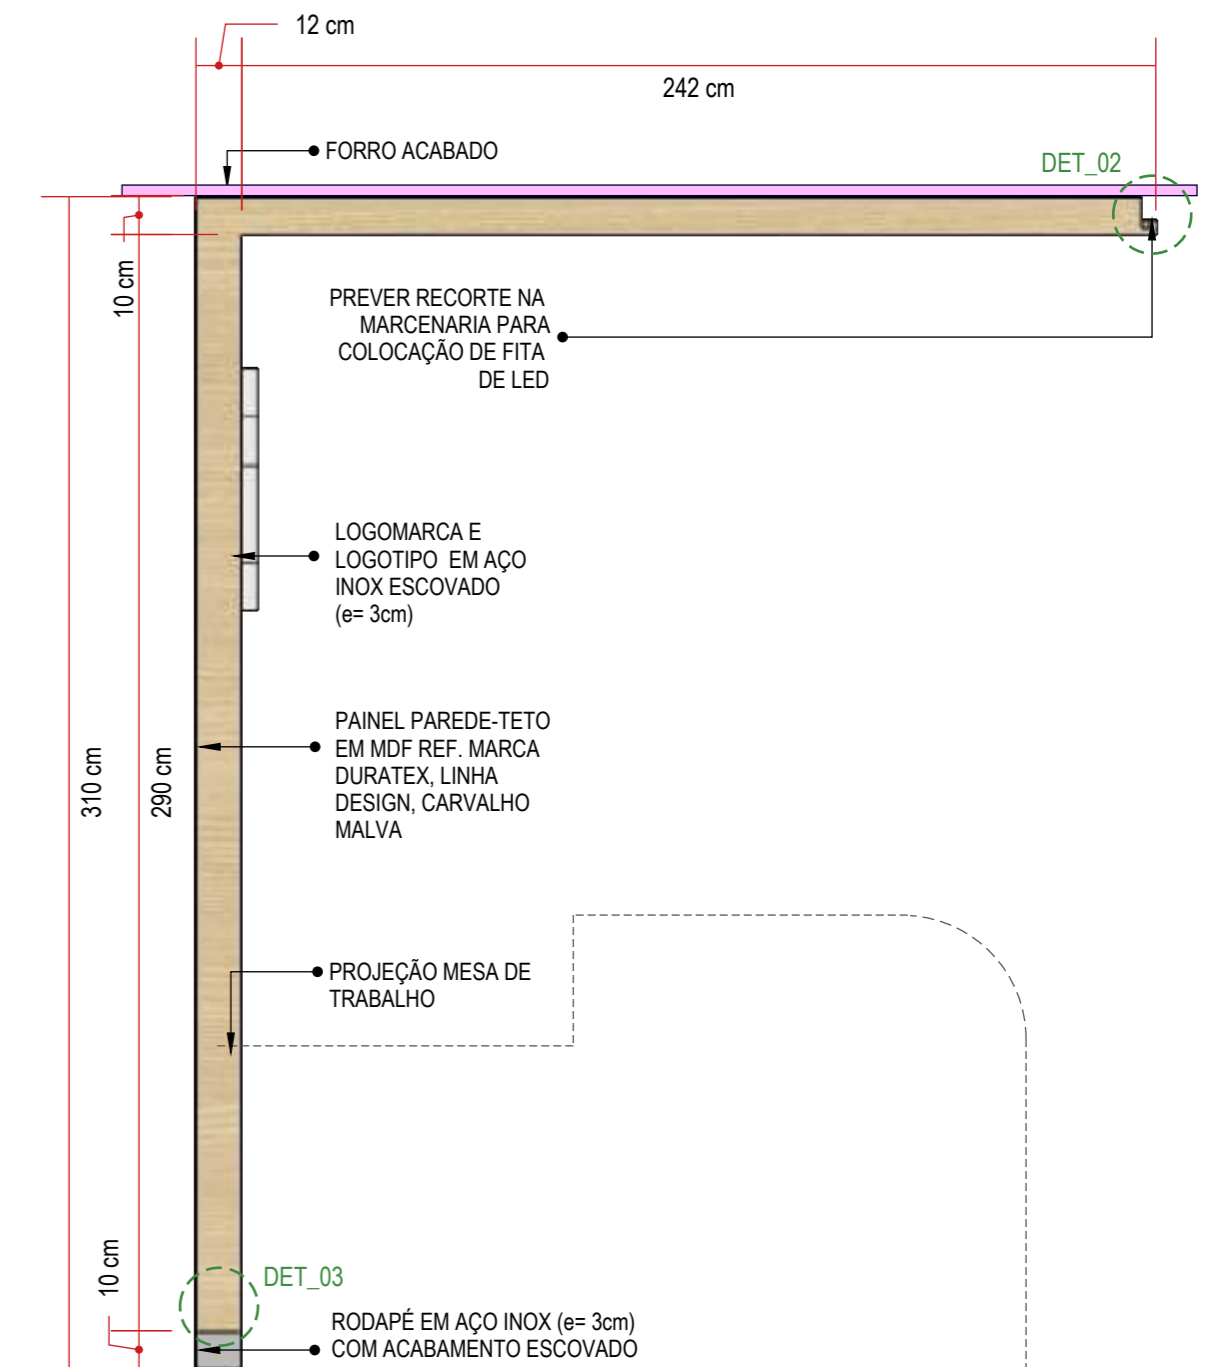 12 cm
242 cm
FORRO ACABADO
DET_02
10 cm
PREVER RECORTE NA
MARCENARIA PARA
COLOCAÇÃO DE FITA
DE LED
LOGOMARCA E
LOGOTIPO EM AÇO
INOX ESCOVADO
(e= 3cm)
PAINEL PAREDE-TETO
EM MDF REF. MARCA
DURATEX, LINHA
DESIGN, CARVALHO
MALVA
310 cm
290 cm
PROJEÇÃO MESA DE
TRABALHO
10 cm
DET_03
RODAPÉ EM AÇO INOX (e= 3cm)
COM ACABAMENTO ESCOVADO